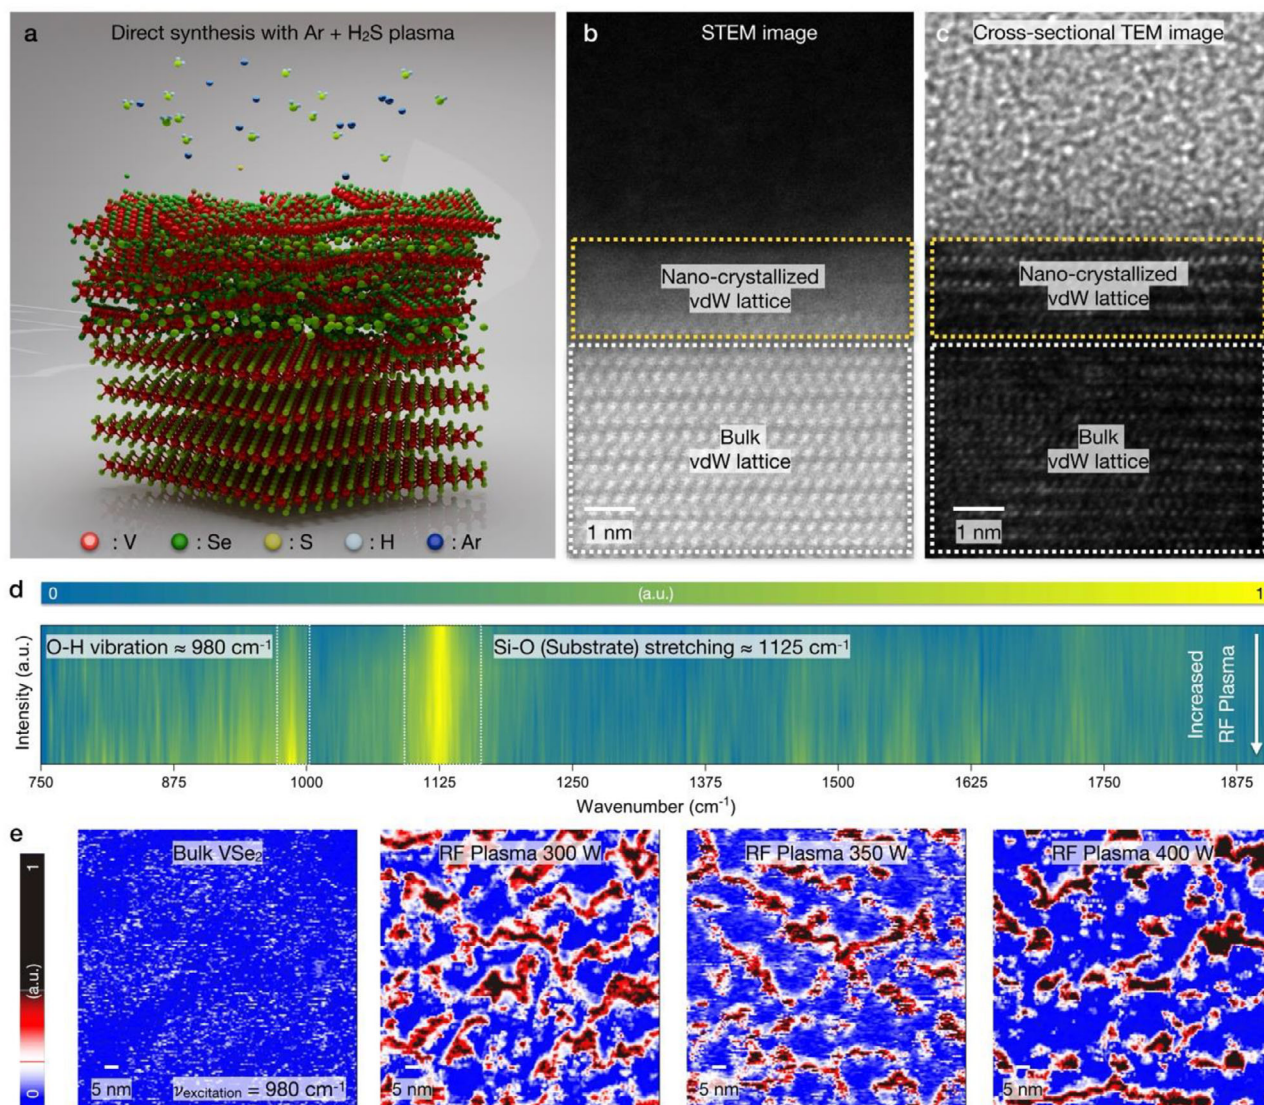 a
Direct synthesis with Ar + H₂S plasma
: V
: Se
: S
: H
: Ar
b
STEM image
Nano-crystallized
vdW lattice
Bulk
vdW lattice
1 nm
c
Cross-sectional TEM image
Nano-crystallized
vdW lattice
Bulk
vdW lattice
1 nm
d
0
(a.u.)
1
Intensity (a.u.)
O-H vibration ≈ 980 cm⁻¹
Si-O (Substrate) stretching ≈ 1125 cm⁻¹
Increased
RF Plasma
750
875
1000
1125
1250
1375
1500
1625
1750
1875
Wavenumber (cm⁻¹)
e
1
(a.u.)
0
Bulk VSe₂
5 nm
νexcitation = 980 cm⁻¹
RF Plasma 300 W
5 nm
RF Plasma 350 W
5 nm
RF Plasma 400 W
5 nm